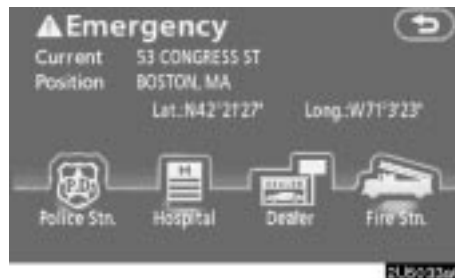 Emergency
Current 53 CONGRESS ST
Position BOSTON, MA
Lat.:N42°21'27" Long.:W71°3'23"
P.D. H
Police Stn. Hospital Dealer Fire Stn.